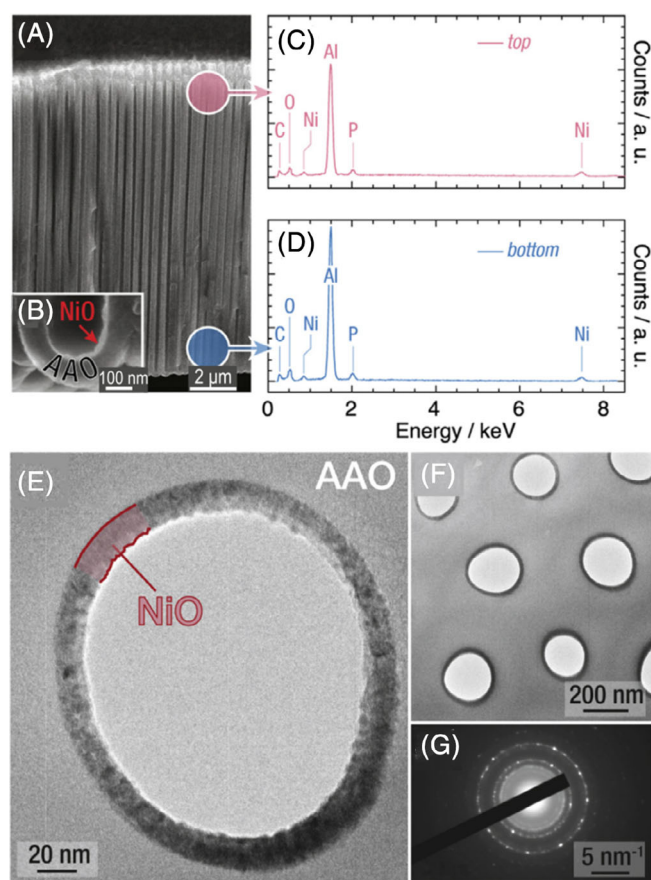 (A)
(B)
NiO
AAO
100 nm
2 µm
(C)
top
Al
O
C
Ni
P
Ni
Counts / a. u.
(D)
bottom
Al
O
C
Ni
P
Ni
Counts / a. u.
0
2
4
6
8
Energy / keV
(E)
AAO
NiO
20 nm
(F)
200 nm
(G)
5 nm⁻¹